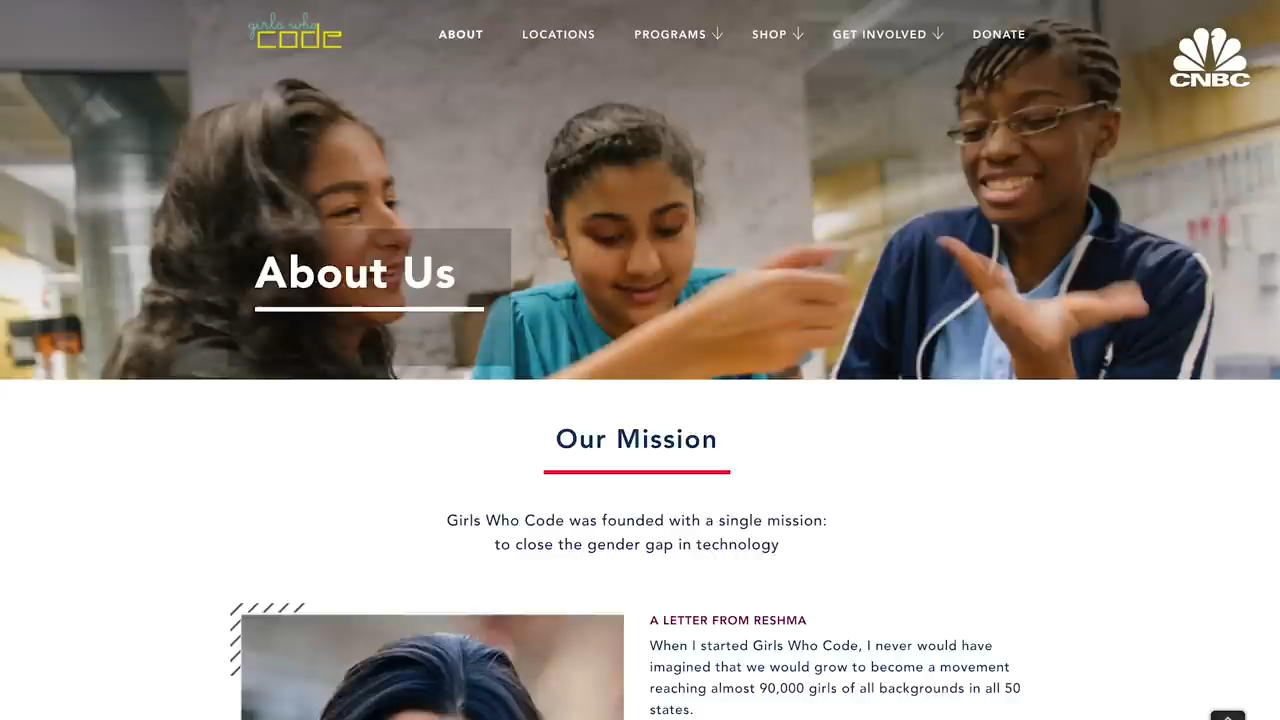 girls who
code
ABOUT LOCATIONS PROGRAMS SHOP GET INVOLVED DONATE
CNBC
About Us
Our Mission
Girls Who Code was founded with a single mission:
to close the gender gap in technology
A LETTER FROM RESHMA
When I started Girls Who Code, I never would have
imagined that we would grow to become a movement
reaching almost 90,000 girls of all backgrounds in all 50
states.